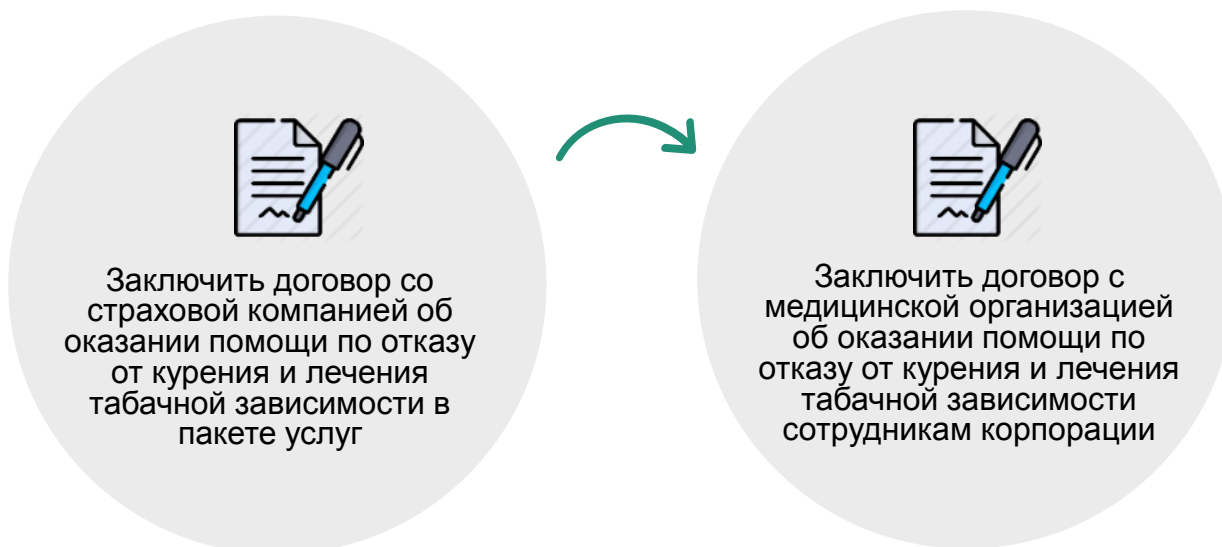 Заключить договор со
страховой компанией об
оказании помощи по отказу
от курения и лечения
табачной зависимости в
пакете услуг
Заключить договор с
медицинской организацией
об оказании помощи по
отказу от курения и лечения
табачной зависимости
сотрудникам корпорации